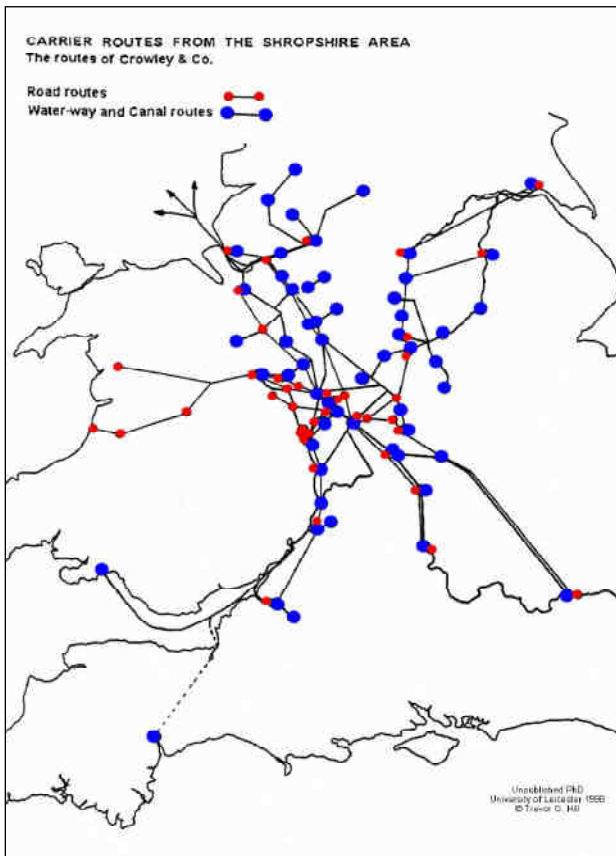 CARRIER ROUTES FROM THE SHROPSHIRE AREA
The routes of Crowley & Co.
Road routes
Water-way and Canal routes
Unpublished PhD
University of Leicester 1998
© Trevor G. Hill